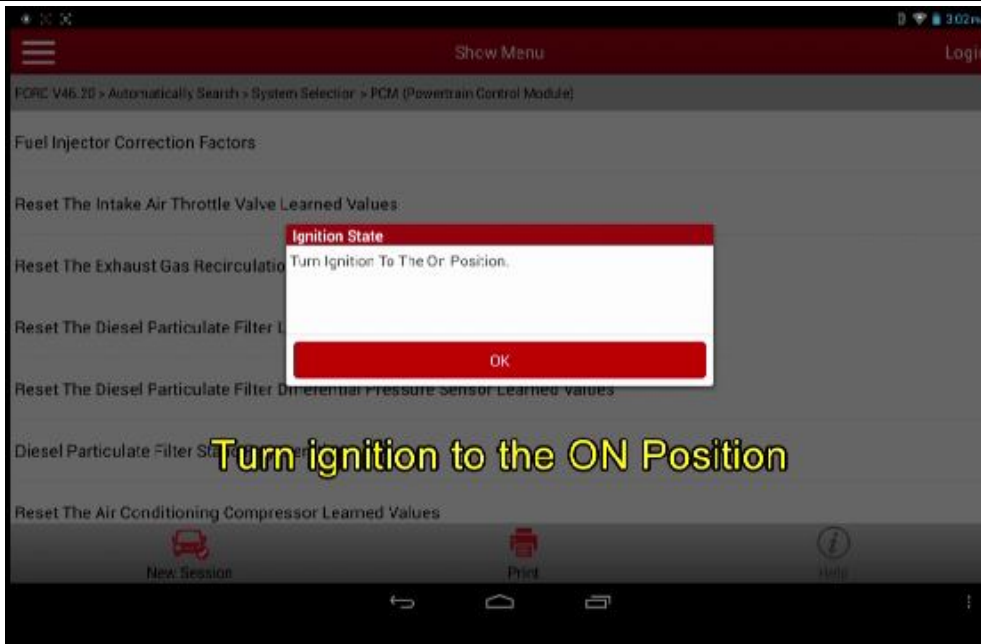 3:02
Show Menu
Logi
FORD V46.20 > Automatically Search > System Selection > PCM (Powertrain Control Module)
Fuel Injector Correction Factors
Reset The Intake Air Throttle Valve Learned Values
Ignition State
Reset The Exhaust Gas Recirculatio
Turn Ignition To The On Position.
Reset The Diesel Particulate Filter L
OK
Reset The Diesel Particulate Filter Differential Pressure Sensor Learned Values
Diesel Particulate Filter
Turn ignition to the ON Position
Reset The Air Conditioning Compressor Learned Values
New Session
Print
Help